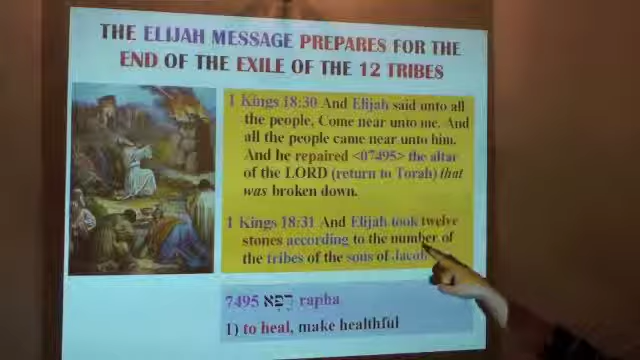 THE ELIJAH MESSAGE PREPARES FOR THE
END OF THE EXILE OF THE 12 TRIBES
1 Kings 18:30 And Elijah said unto all
the people, Come near unto me. And
all the people came near unto him.
And he repaired <07495> the altar
of the LORD (return to Torah) that
was broken down.
1 Kings 18:31 And Elijah took twelve
stones according to the number of
the tribes of the sons of Jacob
7495 רָפָא rapha
1) to heal, make healthful